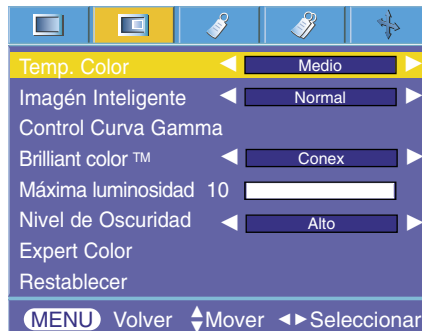 Temp. Color Medio
Imagén Inteligente Normal
Control Curva Gamma
Brilliant color ™ Conex
Máxima luminosidad 10
Nivel de Oscuridad Alto
Expert Color
Restablecer
MENU Volver Mover Seleccionar